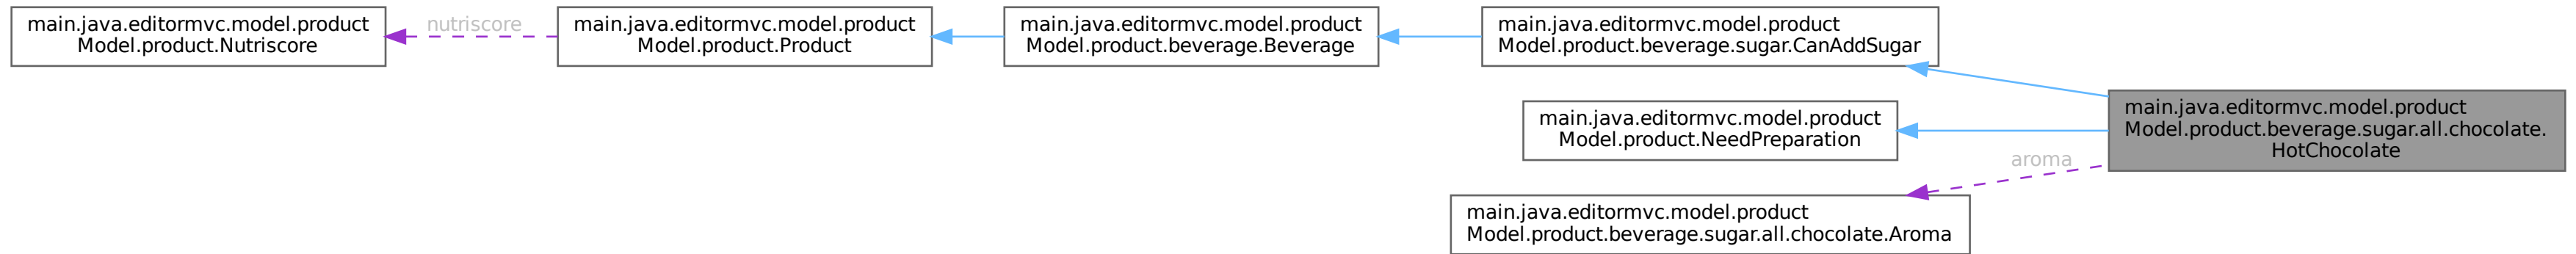 main.java.editormvc.model.product
Model.product.Nutriscore
nutriscore
main.java.editormvc.model.product
Model.product.Product
main.java.editormvc.model.product
Model.product.beverage.Beverage
main.java.editormvc.model.product
Model.product.beverage.sugar.CanAddSugar
main.java.editormvc.model.product
Model.product.NeedPreparation
aroma
main.java.editormvc.model.product
Model.product.beverage.sugar.all.chocolate.Aroma
main.java.editormvc.model.product
Model.product.beverage.sugar.all.chocolate.
HotChocolate